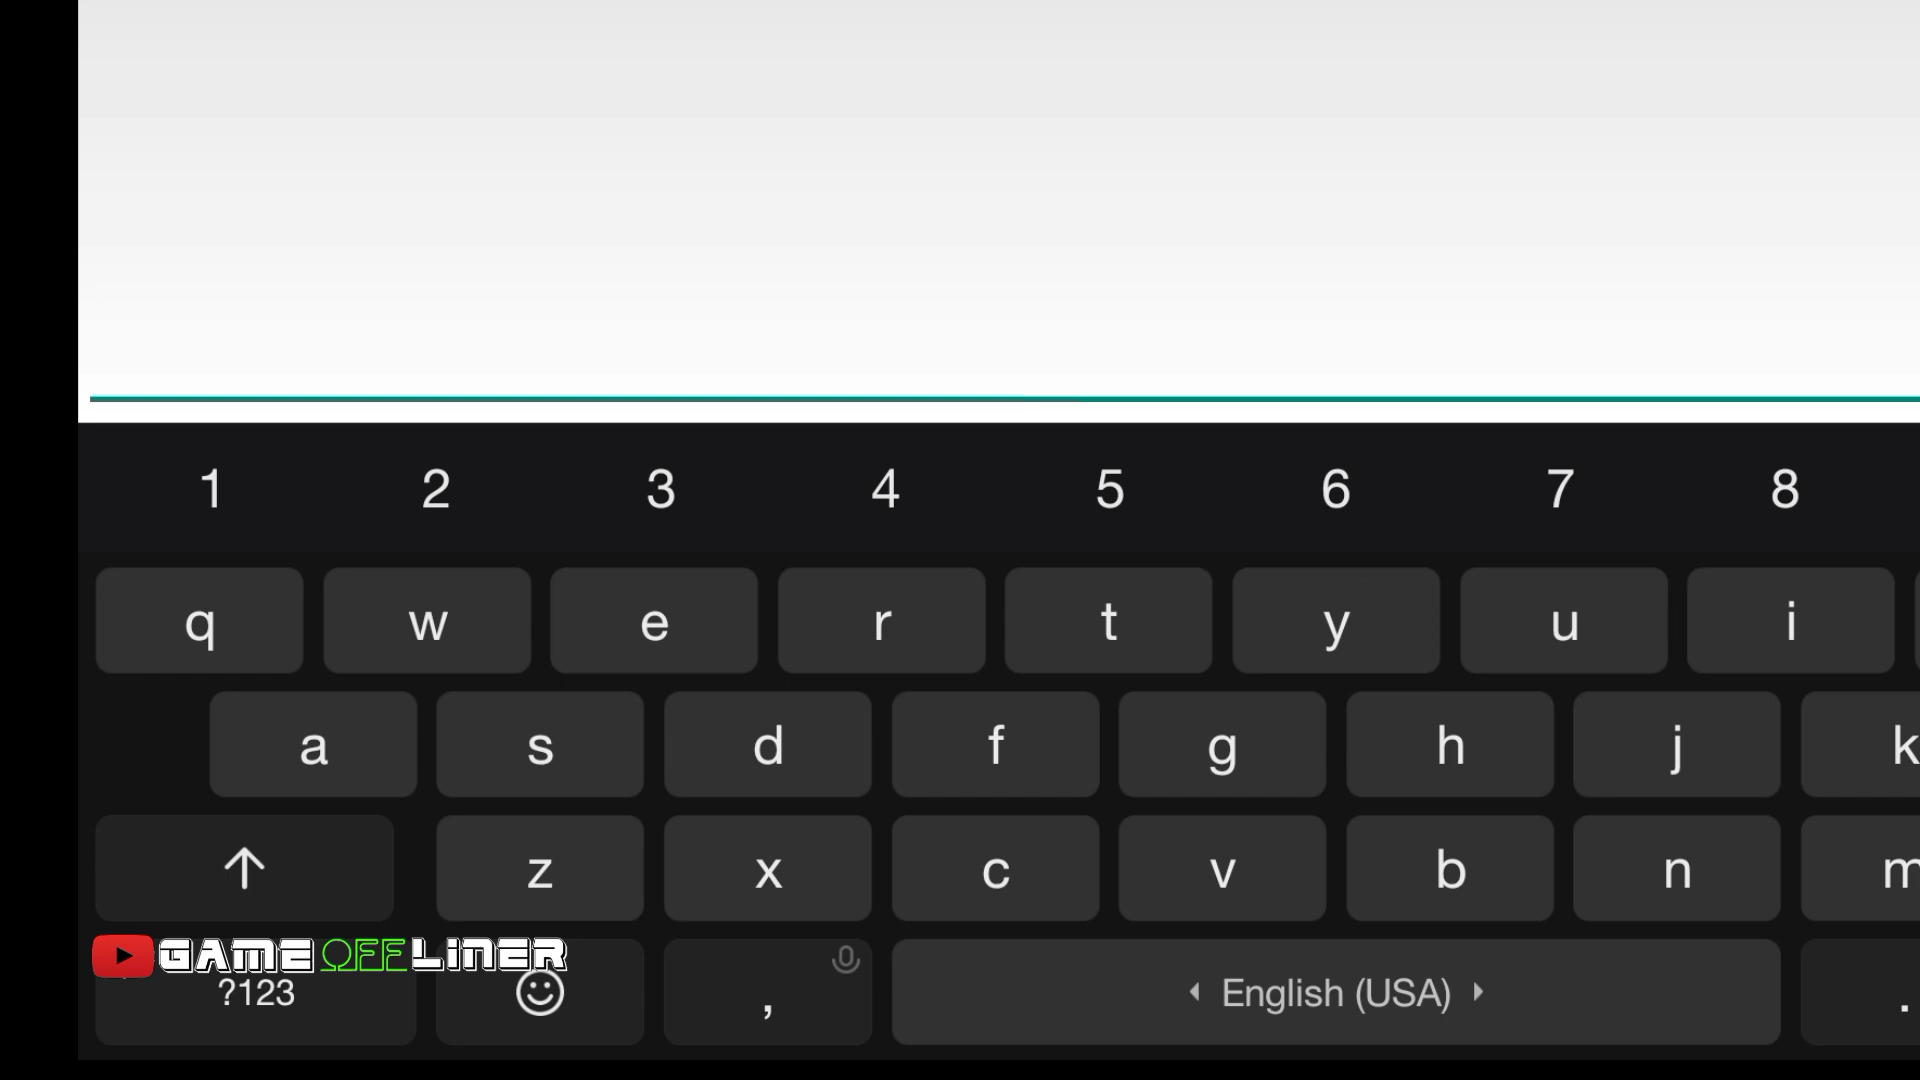 1 2 3 4 5 6 7 8
q w e r t y u i
a s d f g h j k
z x c v b n m
GAME OFFLINER
?123 , English (USA) .